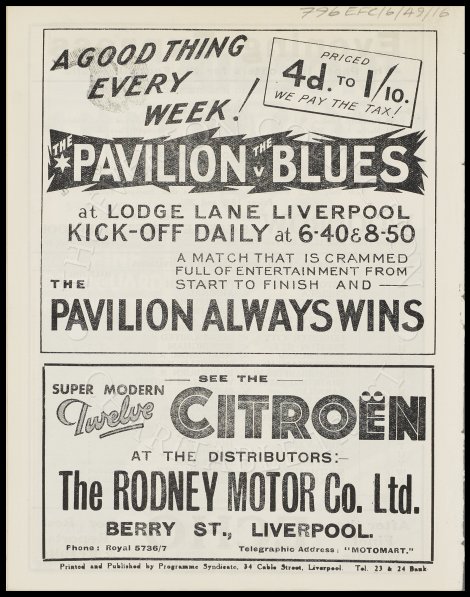 796 EFC/6/49/16
A GOOD THING
EVERY
WEEK!
PRICED
4d. TO 1/10.
WE PAY THE TAX!
THE PAVILION THE v BLUES
at LODGE LANE LIVERPOOL
KICK-OFF DAILY at 6-40 & 8-50
A MATCH THAT IS CRAMMED
FULL OF ENTERTAINMENT FROM
START TO FINISH AND —
THE
PAVILION ALWAYS WINS
— SEE THE —
SUPER MODERN
Twelve CITROËN
AT THE DISTRIBUTORS:-
The RODNEY MOTOR Co. Ltd.
BERRY ST., LIVERPOOL.
Phone: Royal 5736/7 Telegraphic Address: "MOTOMART."
Printed and Published by Programme Syndicate, 34 Cable Street, Liverpool. Tel. 23 & 24 Bank